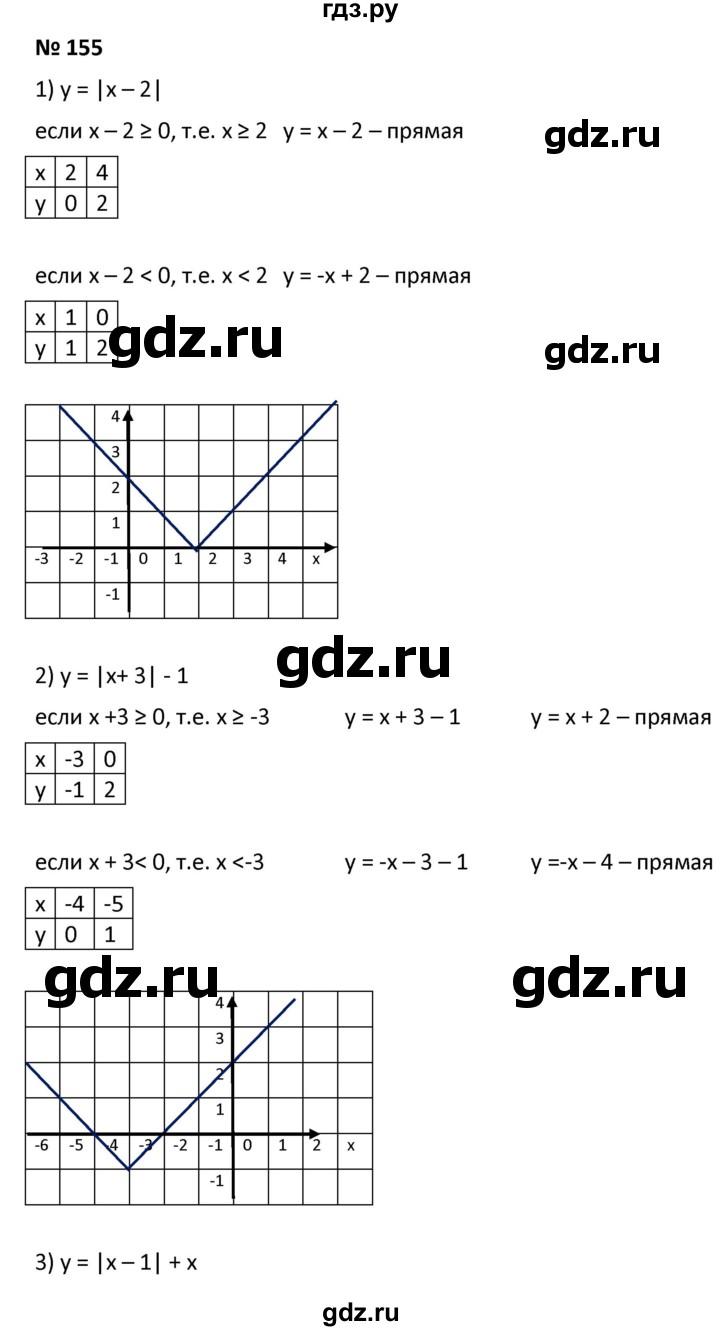 гдз.ру
№ 155
1) y = |x – 2|
gdz.ru
если x – 2 ≥ 0, т.е. x ≥ 2 y = x – 2 – прямая
x 2 4
y 0 2
если x – 2 < 0, т.е. x < 2 y = -x + 2 – прямая
x 1 0
y 1 2
gdz.ru
gdz.ru
4
3
2
1
-3 -2 -1 0 1 2 3 4 x
-1
gdz.ru
2) y = |x+ 3| - 1
если x +3 ≥ 0, т.е. x ≥ -3 y = x + 3 – 1 y = x + 2 – прямая
x -3 0
y -1 2
если x + 3< 0, т.е. x <-3 y = -x – 3 – 1 y =-x – 4 – прямая
x -4 -5
y 0 1
gdz.ru
gdz.ru
4
3
2
1
-6 -5 -4 -3 -2 -1 0 1 2 x
-1
3) y = |x – 1| + x
gdz.ru